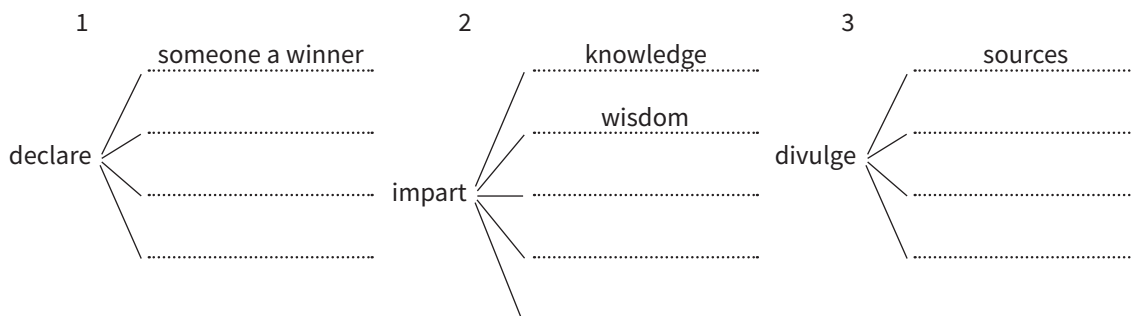 1 2 3
someone a winner knowledge sources
wisdom
declare divulge
impart